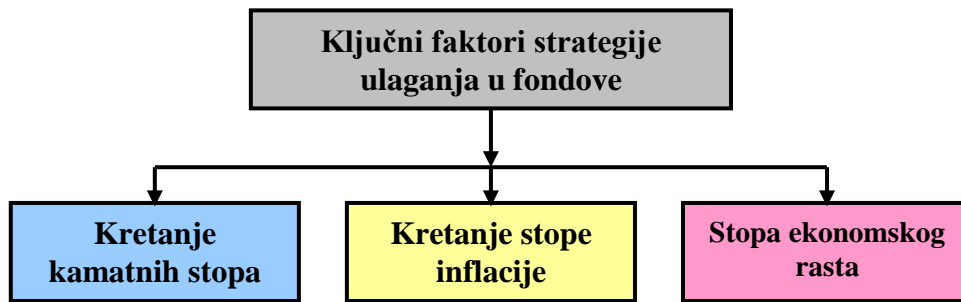 Ključni faktori strategije
ulaganja u fondove
Kretanje
kamatnih stopa
Kretanje stope
inflacije
Stopa ekonomskog
rasta